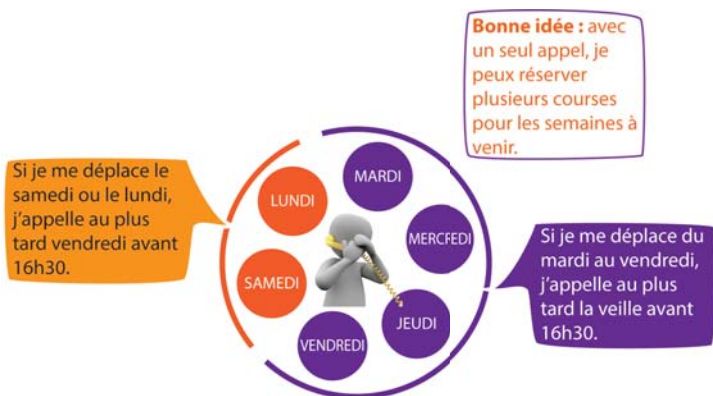 Bonne idée : avec
un seul appel, je
peux réserver
plusieurs courses
pour les semaines à
venir.
Si je me déplace le
samedi ou le lundi,
j'appelle au plus
tard vendredi avant
16h30.
LUNDI
MARDI
MERCREDI
SAMEDI
JEUDI
VENDREDI
Si je me déplace du
mardi au vendredi,
j'appelle au plus
tard la veille avant
16h30.